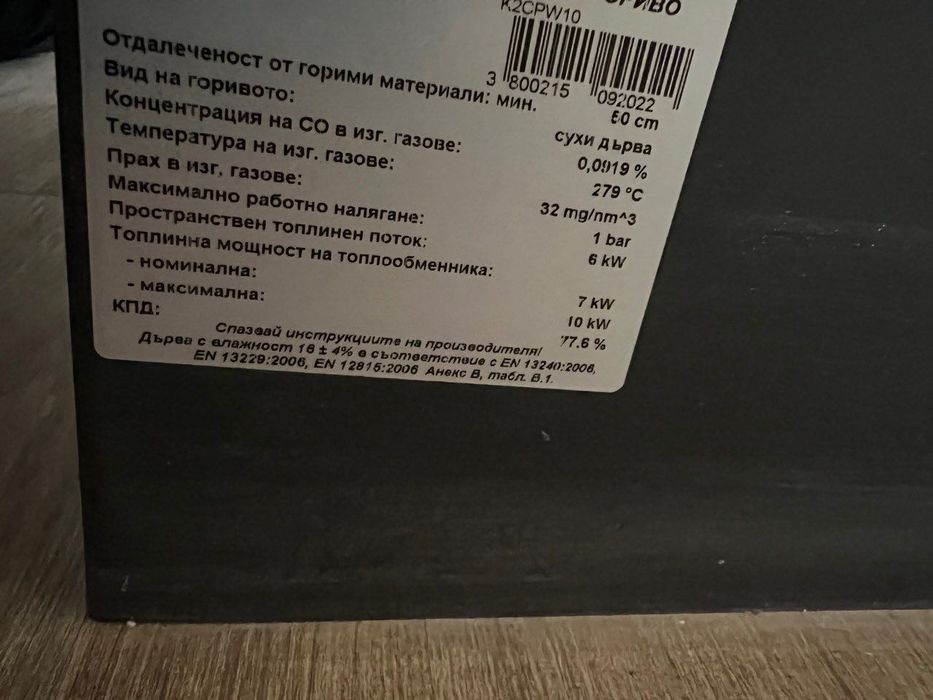 K2CPW10
3 800215 092022
Отдалеченост от горими материали: мин. 60 cm
Вид на горивото: сухи дърва
Концентрация на CO в изг. газове: 0,0919 %
Температура на изг. газове: 279 °C
Прах в изг. газове: 32 mg/nm^3
Максимално работно налягане: 1 bar
Пространствен топлинен поток: 6 kW
Топлинна мощност на топлообменника:
- номинална: 7 kW
- максимална: 10 kW
КПД: 77.6 %
Спазвай инструкциите на производителя!
Дърва с влажност 16 ± 4% в съответствие с EN 13240:2006,
EN 13229:2006, EN 12815:2006 Анекс B, табл. B.1.